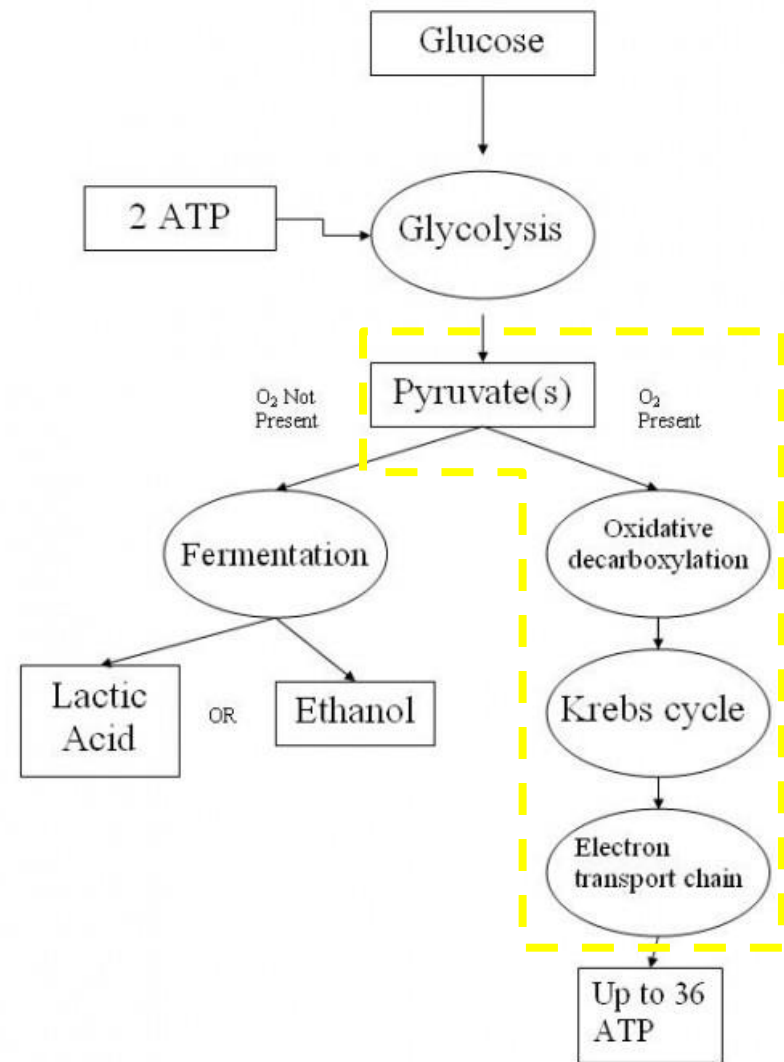 Glucose
2 ATP
Glycolysis
O₂ Not
Present
Pyruvate(s)
O₂
Present
Fermentation
Oxidative
decarboxylation
Lactic
Acid
OR
Ethanol
Krebs cycle
Electron
transport chain
Up to 36
ATP